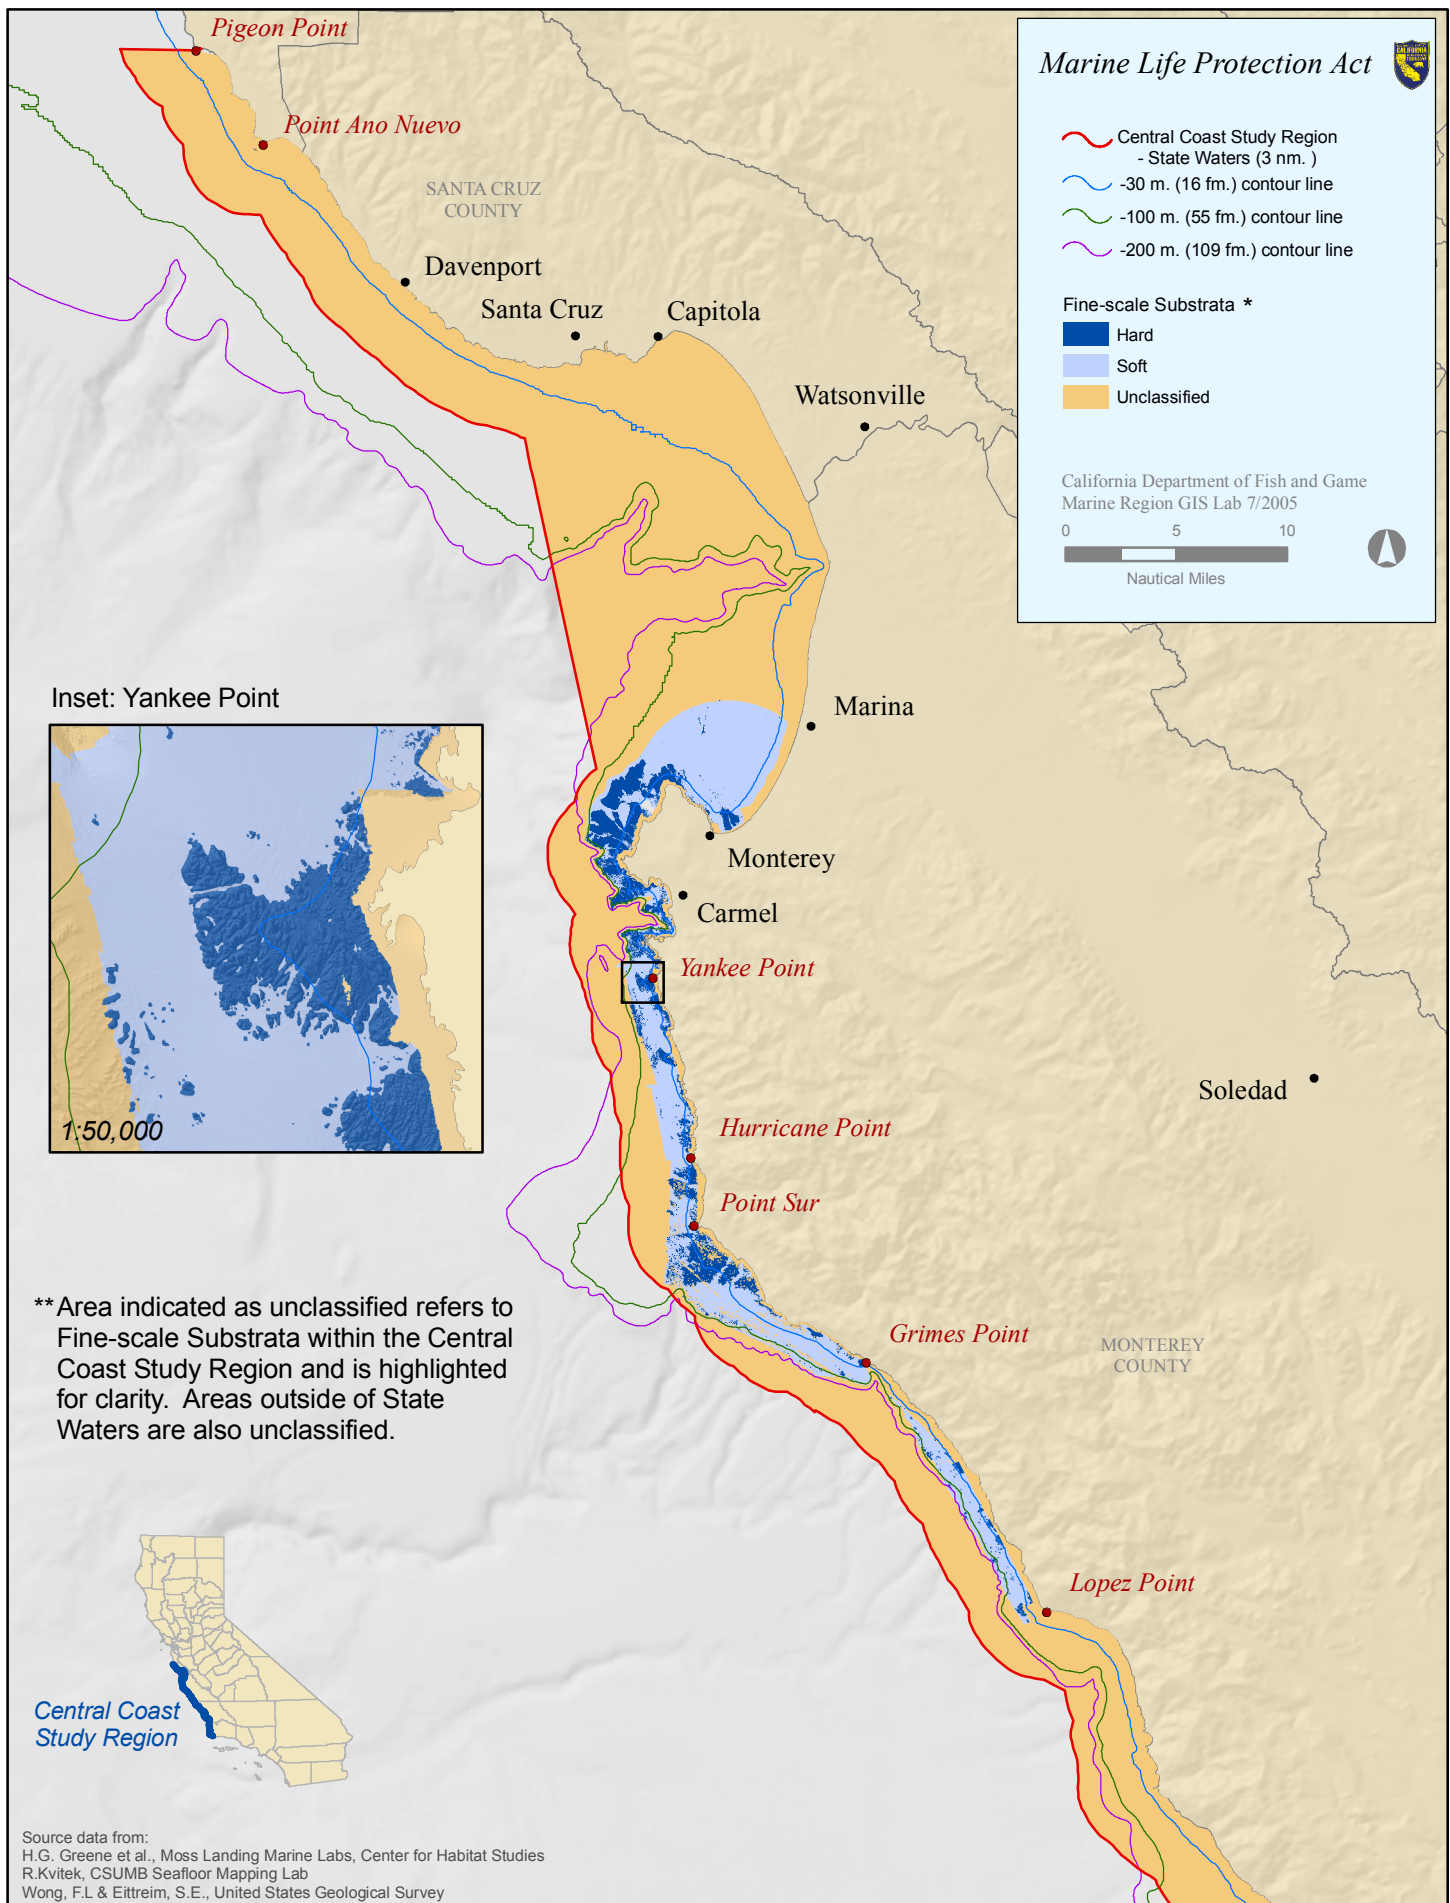 Pigeon Point
Point Ano Nuevo
SANTA CRUZ
COUNTY
Davenport
Santa Cruz
Capitola
Watsonville
Marine Life Protection Act
CALIFORNIA
Central Coast Study Region
- State Waters (3 nm. )
-30 m. (16 fm.) contour line
-100 m. (55 fm.) contour line
-200 m. (109 fm.) contour line
Fine-scale Substrata *
Hard
Soft
Unclassified
California Department of Fish and Game
Marine Region GIS Lab 7/2005
0 5 10
Nautical Miles
Inset: Yankee Point
1:50,000
Marina
Monterey
Carmel
Yankee Point
Soledad
Hurricane Point
Point Sur
Grimes Point
MONTEREY
COUNTY
Lopez Point
**Area indicated as unclassified refers to
Fine-scale Substrata within the Central
Coast Study Region and is highlighted
for clarity. Areas outside of State
Waters are also unclassified.
Central Coast
Study Region
Source data from:
H.G. Greene et al., Moss Landing Marine Labs, Center for Habitat Studies
R.Kvitek, CSUMB Seafloor Mapping Lab
Wong, F.L & Eittreim, S.E., United States Geological Survey